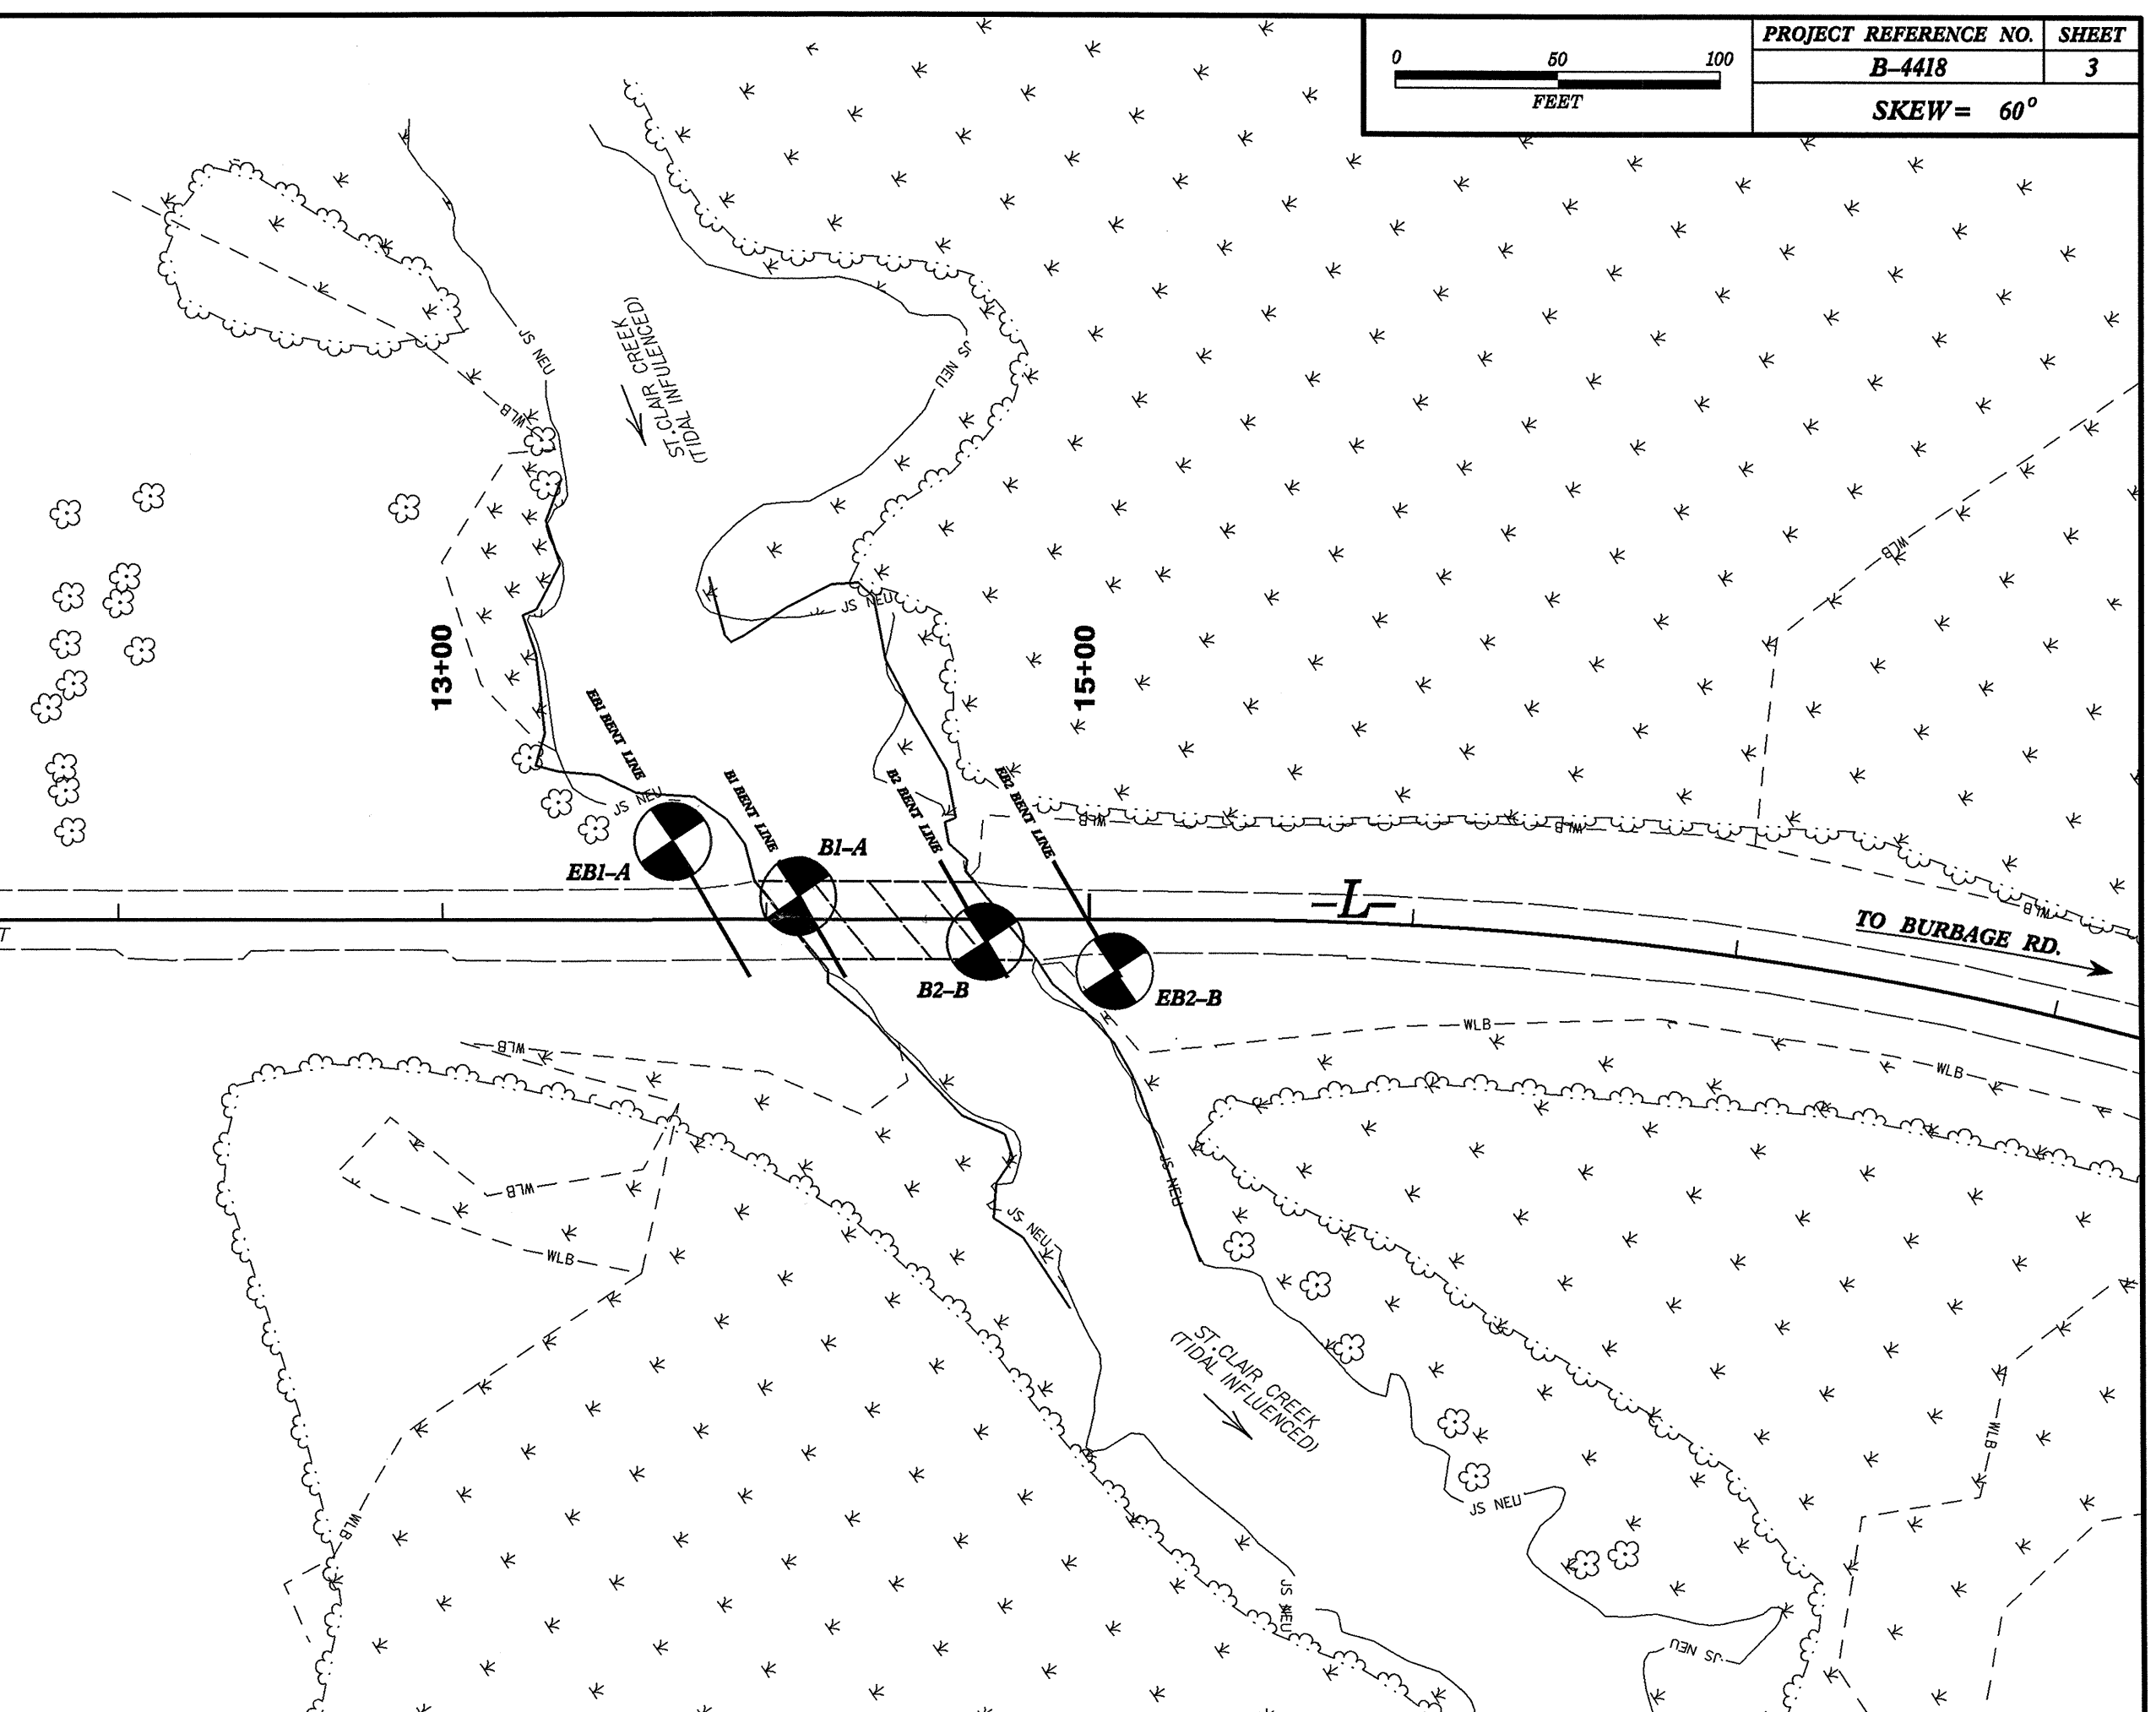 0 50 100
FEET
PROJECT REFERENCE NO. SHEET
B-4418 3
SKEW = 60°
JS NEU
ST. CLAIR CREEK
(TIDAL INFULENCED)
JS NEU
WLB
WLB
JS NEU
13+00
15+00
EB1 BENT LINE
B1 BENT LINE
B2 BENT LINE
EB2 BENT LINE
JS NEU
WLB
WLB
B1-A
EB1-A
-L-
WLB
TO BURBAGE RD.
T
B2-B
EB2-B
WLB
WLB
WLB
JS NEU
WLB
JS NEU
WLB
ST. CLAIR CREEK
(TIDAL INFLUENCED)
WLB
JS NEU
WLB
JS NEU
JS NEU